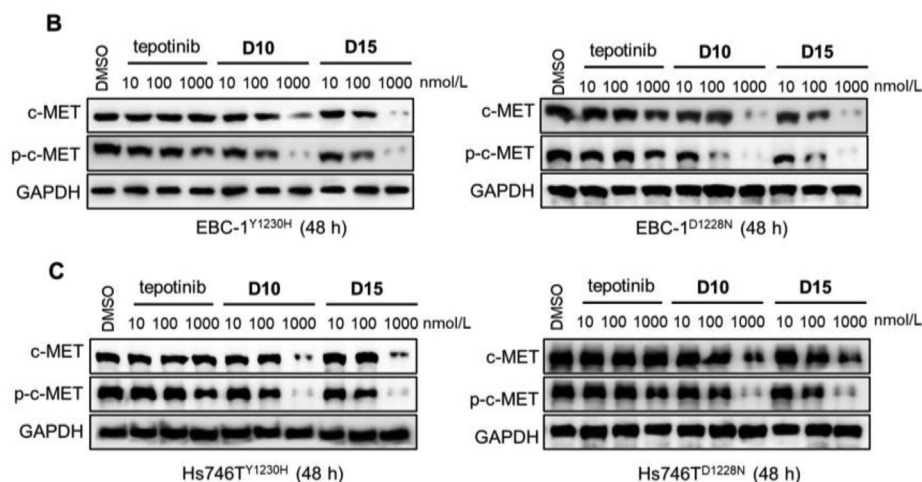 B
DMSO tepotinib D10 D15
10 100 1000 10 100 1000 10 100 1000 nmol/L
c-MET
p-c-MET
GAPDH
EBC-1Y1230H (48 h)
DMSO tepotinib D10 D15
10 100 1000 10 100 1000 10 100 1000 nmol/L
c-MET
p-c-MET
GAPDH
EBC-1D1228N (48 h)
C
DMSO tepotinib D10 D15
10 100 1000 10 100 1000 10 100 1000 nmol/L
c-MET
p-c-MET
GAPDH
Hs746TY1230H (48 h)
DMSO tepotinib D10 D15
10 100 1000 10 100 1000 10 100 1000 nmol/L
c-MET
p-c-MET
GAPDH
Hs746TD1228N (48 h)